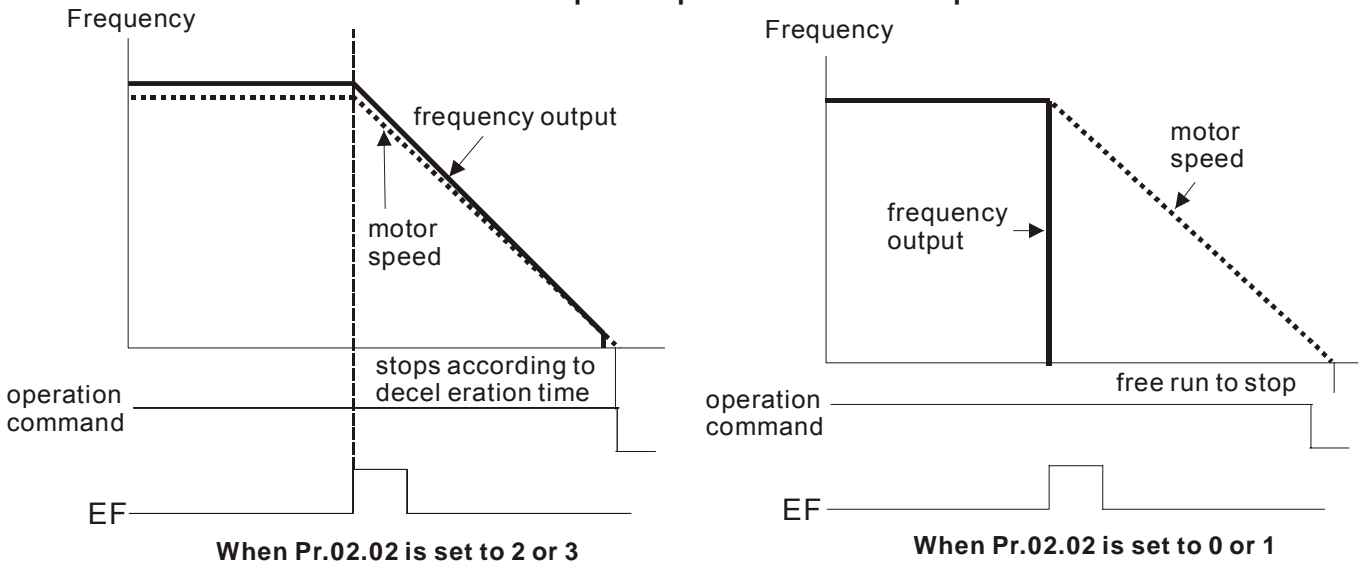 Frequency
frequency output
motor
speed
stops according to
decel eration time
operation
command
EF
When Pr.02.02 is set to 2 or 3
Frequency
motor
speed
frequency
output
free run to stop
operation
command
EF
When Pr.02.02 is set to 0 or 1